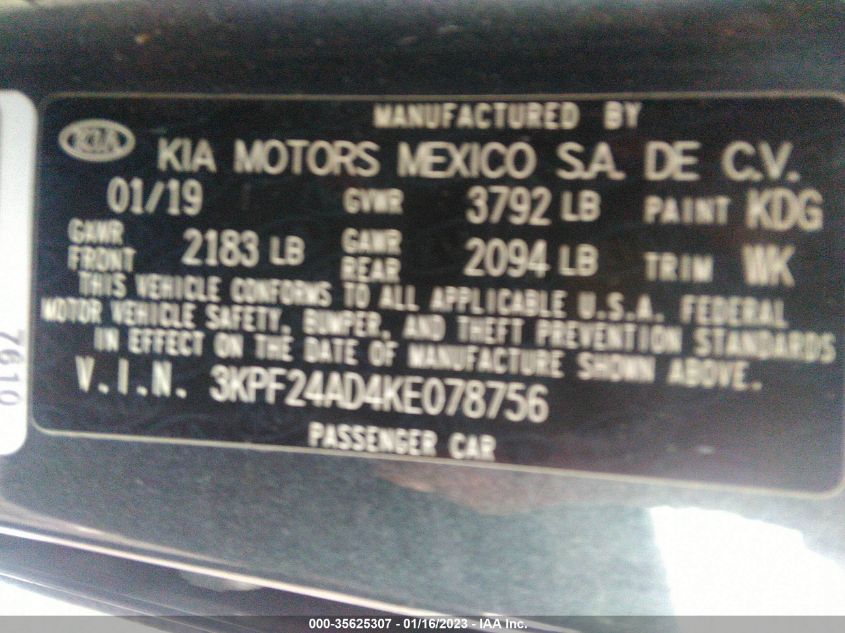 MANUFACTURED BY
KIA KIA MOTORS MEXICO S.A. DE C.V.
01/19 GVWR 3792 LB PAINT KDG
GAWR FRONT 2183 LB GAWR REAR 2094 LB TRIM WK
THIS VEHICLE CONFORMS TO ALL APPLICABLE U.S.A. FEDERAL
MOTOR VEHICLE SAFETY, BUMPER, AND THEFT PREVENTION STANDARDS
IN EFFECT ON THE DATE OF MANUFACTURE SHOWN ABOVE.
V.I.N. 3KPF24AD4KE078756
PASSENGER CAR
7610
000-35625307 - 01/16/2023 - IAA Inc.